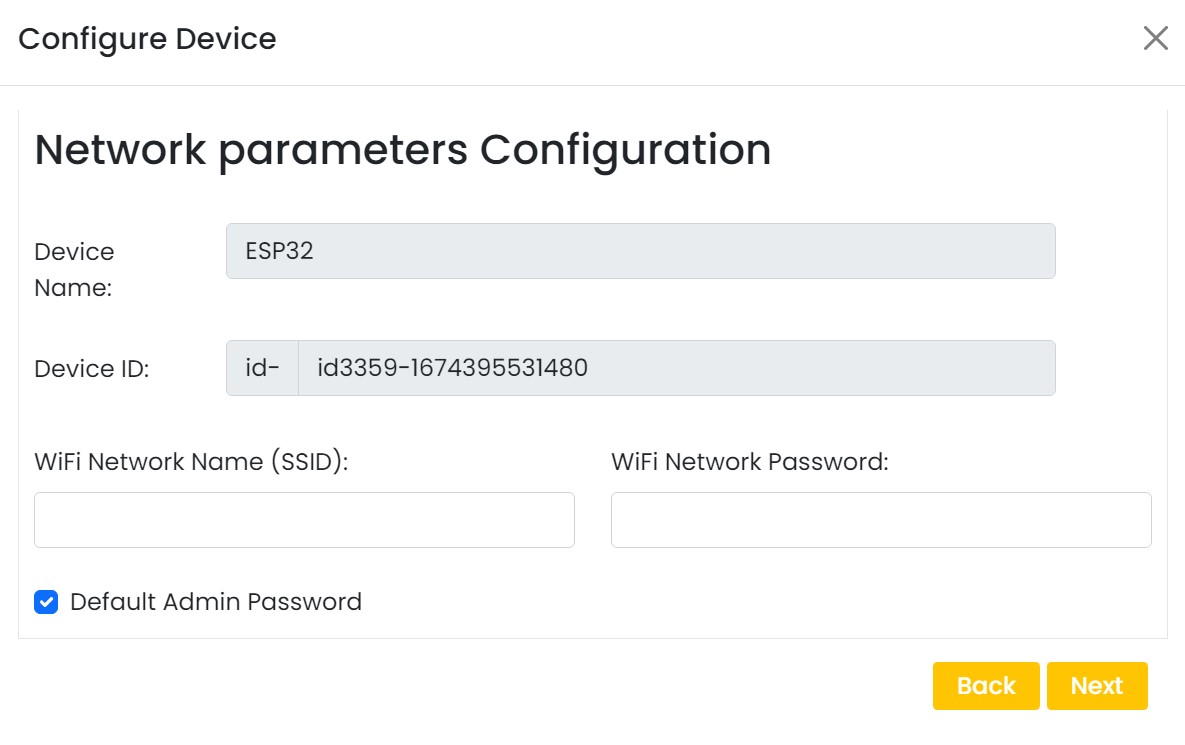 Configure Device
Network parameters Configuration
Device
Name:
ESP32
Device ID:
id-
id3359-1674395531480
WiFi Network Name (SSID):
WiFi Network Password:
Default Admin Password
Back
Next